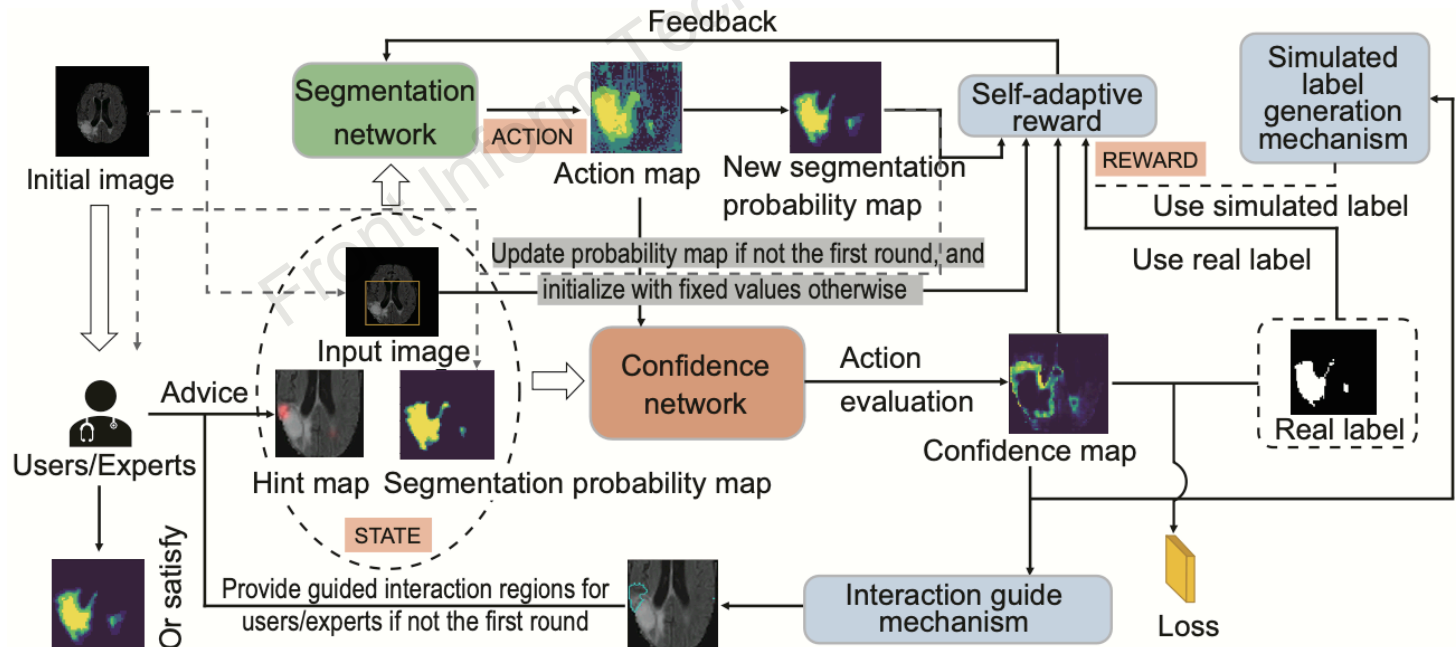 Feedback
Segmentation
network
ACTION
Action map
New segmentation
probability map
Self-adaptive
reward
REWARD
Simulated
label
generation
mechanism
Use simulated label
Use real label
Initial image
Update probability map if not the first round, and
initialize with fixed values otherwise
Input image
Confidence
network
Action
evaluation
Confidence map
Real label
Advice
Users/Experts
Hint map
Segmentation probability map
STATE
Or satisfy
Provide guided interaction regions for
users/experts if not the first round
Interaction guide
mechanism
Loss
Front Inform Tech